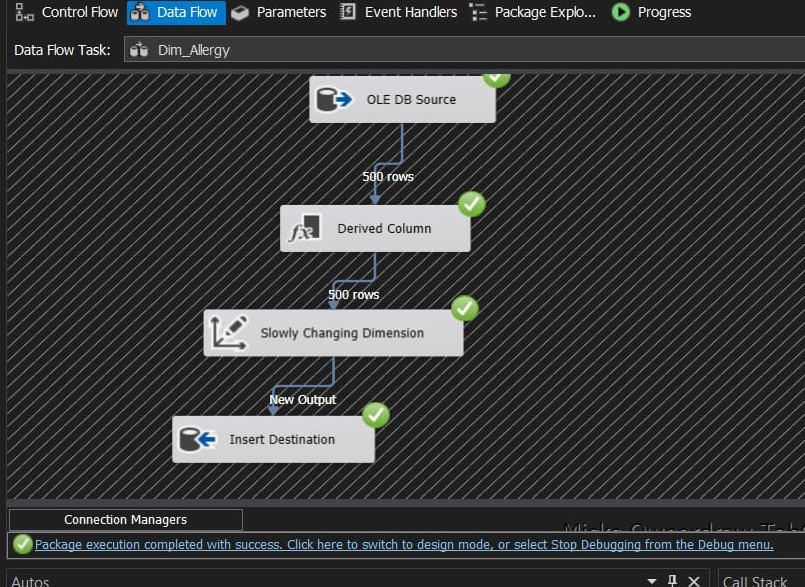 Control Flow Data Flow Parameters Event Handlers Package Explo... Progress
Data Flow Task: Dim_Allergy
OLE DB Source
500 rows
Derived Column
500 rows
Slowly Changing Dimension
New Output
Insert Destination
Connection Managers
Package execution completed with success. Click here to switch to design mode, or select Stop Debugging from the Debug menu.
Autos
Call Stack